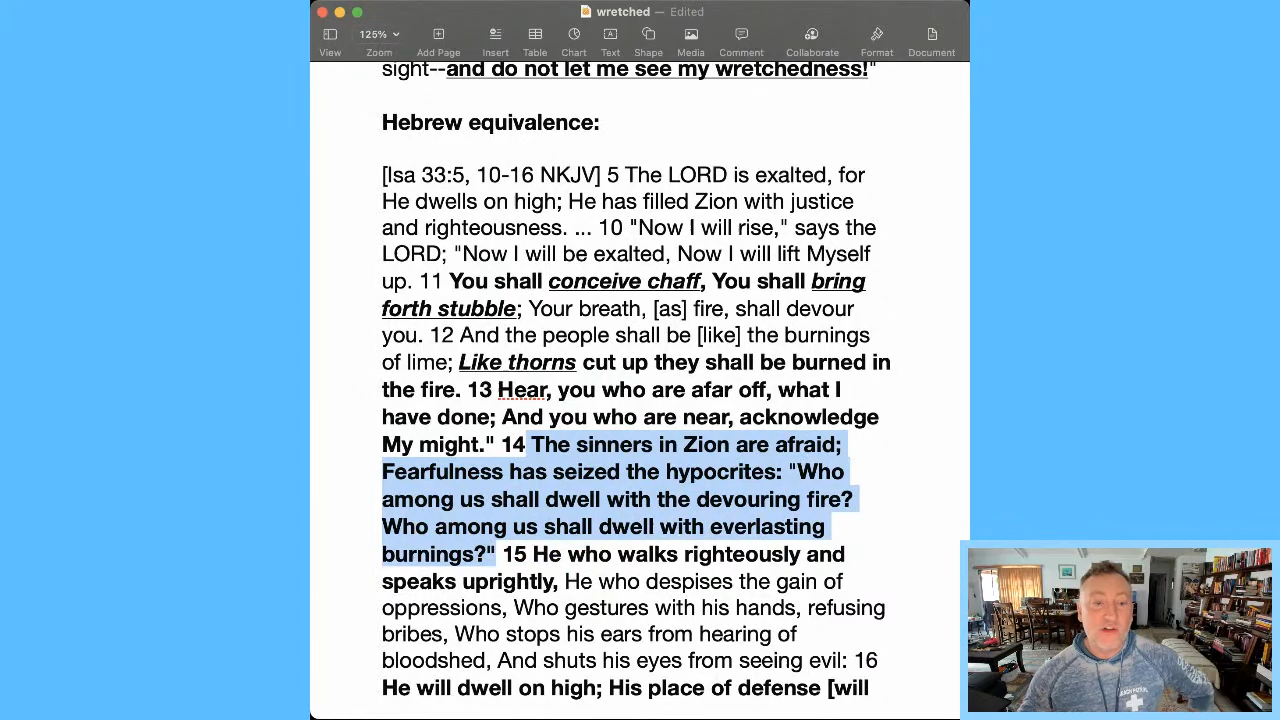 wretched — Edited
125%
View Zoom Add Page Insert Table Chart Text Shape Media Comment Collaborate Format Document
sight--and do not let me see my wretchedness!"
Hebrew equivalence:
[Isa 33:5, 10-16 NKJV] 5 The LORD is exalted, for
He dwells on high; He has filled Zion with justice
and righteousness. ... 10 "Now I will rise," says the
LORD; "Now I will be exalted, Now I will lift Myself
up. 11 You shall conceive chaff, You shall bring
forth stubble; Your breath, [as] fire, shall devour
you. 12 And the people shall be [like] the burnings
of lime; Like thorns cut up they shall be burned in
the fire. 13 Hear, you who are afar off, what I
have done; And you who are near, acknowledge
My might." 14 The sinners in Zion are afraid;
Fearfulness has seized the hypocrites: "Who
among us shall dwell with the devouring fire?
Who among us shall dwell with everlasting
burnings?" 15 He who walks righteously and
speaks uprightly, He who despises the gain of
oppressions, Who gestures with his hands, refusing
bribes, Who stops his ears from hearing of
bloodshed, And shuts his eyes from seeing evil: 16
He will dwell on high; His place of defense [will